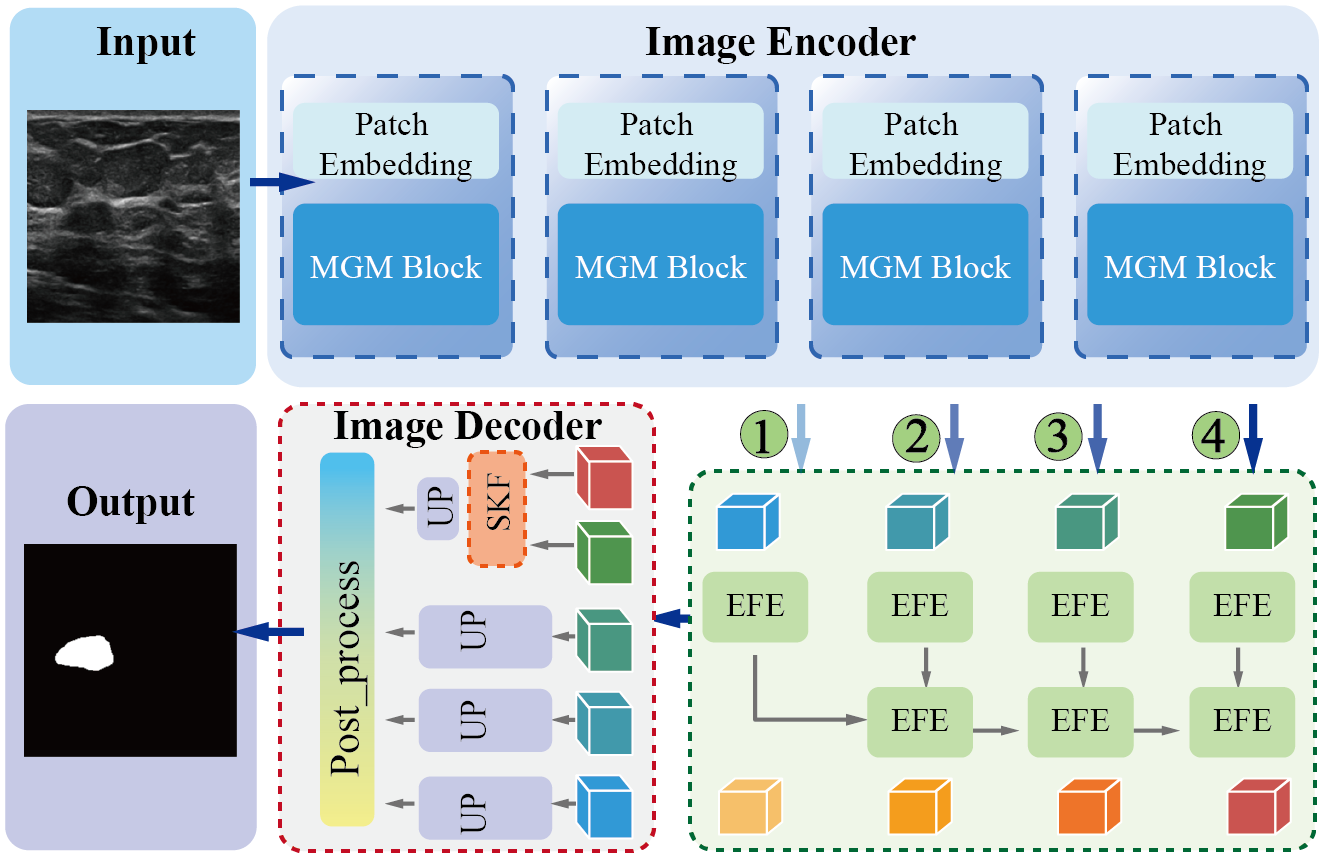 Input
Image Encoder
Patch
Embedding
MGM Block
Patch
Embedding
MGM Block
Patch
Embedding
MGM Block
Patch
Embedding
MGM Block
Output
Image Decoder
Post_process
UP
SKF
UP
UP
UP
1
2
3
4
EFE
EFE
EFE
EFE
EFE
EFE
EFE